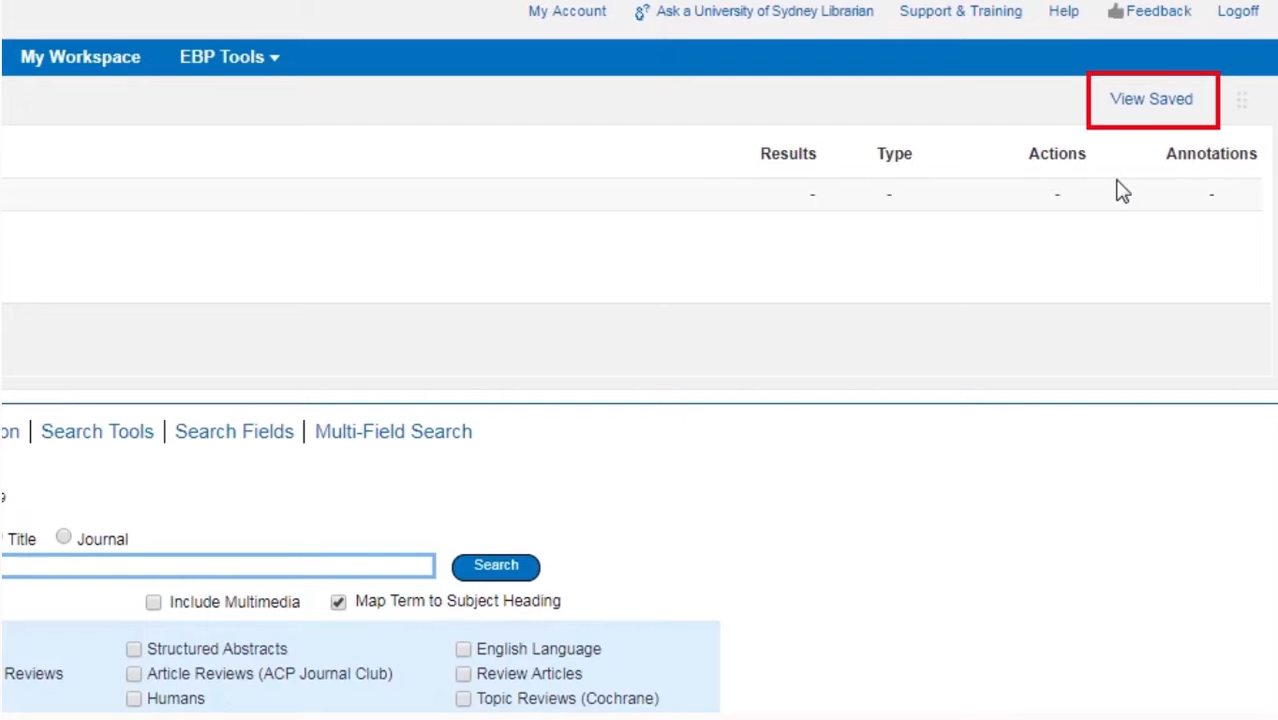 My Account Ask a University of Sydney Librarian Support & Training Help Feedback Logoff
My Workspace EBP Tools
View Saved
Results Type Actions Annotations
- - - -
on | Search Tools | Search Fields | Multi-Field Search
9
Title Journal
Search
Include Multimedia Map Term to Subject Heading
Structured Abstracts English Language
Reviews Article Reviews (ACP Journal Club) Review Articles
Humans Topic Reviews (Cochrane)